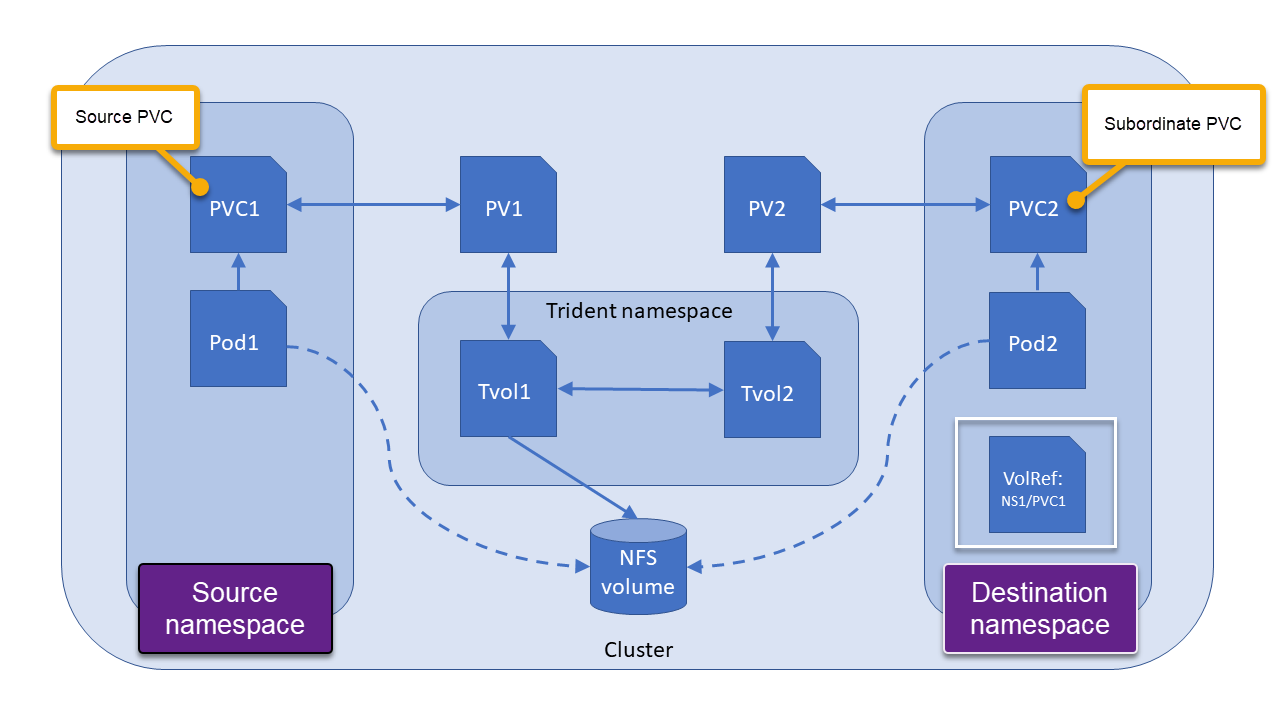 Source PVC
Subordinate PVC
PVC1
PV1
PV2
PVC2
Trident namespace
Pod1
Pod2
Tvol1
Tvol2
VolRef:
NS1/PVC1
NFS
volume
Source
namespace
Destination
namespace
Cluster